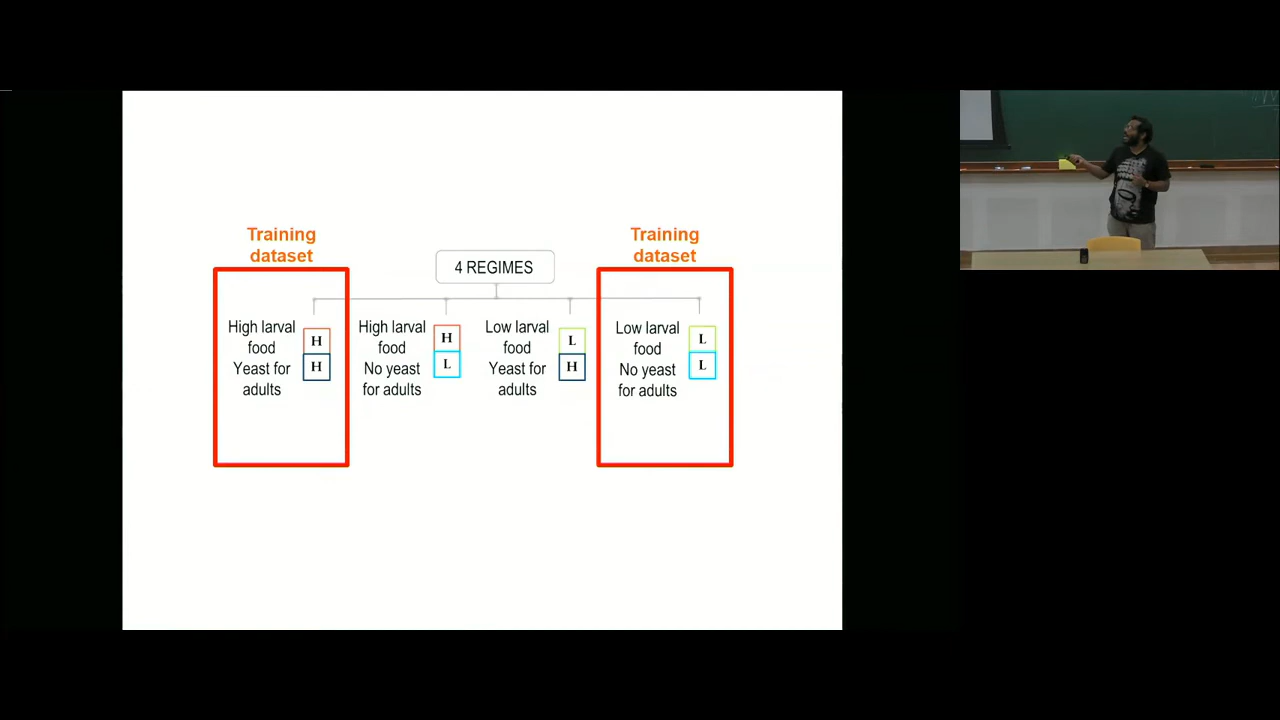 Training
dataset
Training
dataset
4 REGIMES
High larval
food
Yeast for
adults
H
H
High larval
food
No yeast
for adults
H
L
Low larval
food
Yeast for
adults
L
H
Low larval
food
No yeast
for adults
L
L